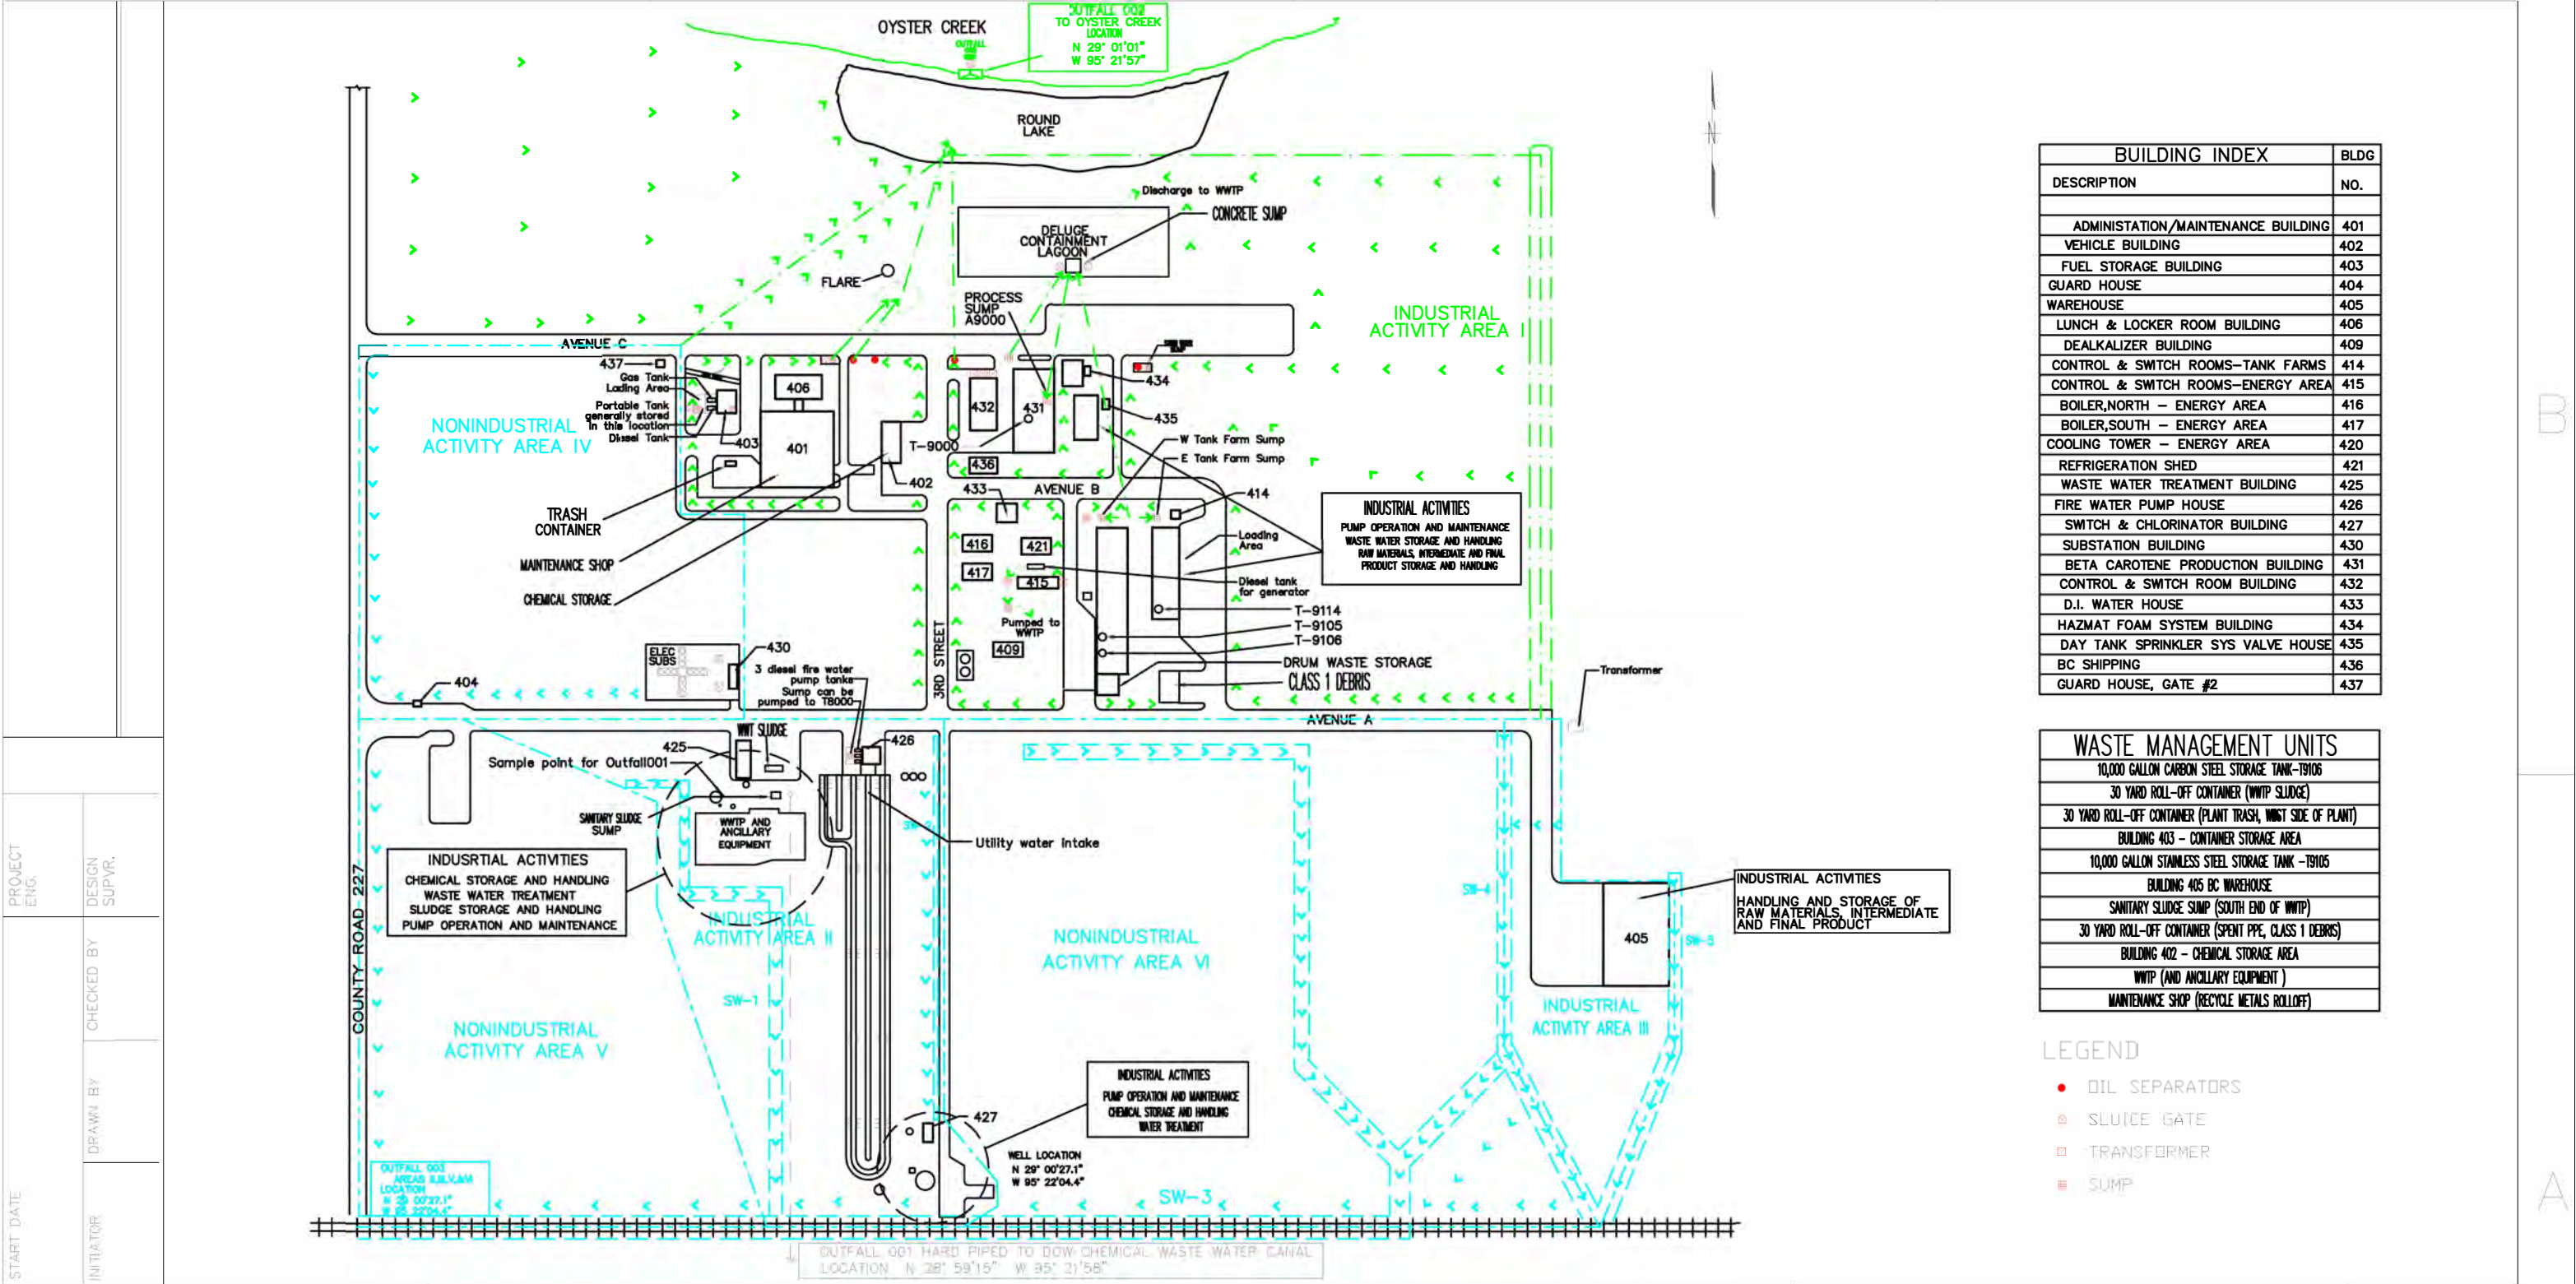 OYSTER CREEK
OUTFALL 002
TO OYSTER CREEK
LOCATION
N 29° 01'01"
W 95° 21'57"
OUTFALL
ROUND
LAKE
N
Discharge to WWTP
CONCRETE SUMP
DELUGE
CONTAINMENT
LAGOON
FLARE
PROCESS
SUMP
A9000
INDUSTRIAL
ACTIVITY AREA I
AVENUE C
437
Gas Tank
Lading Area
Portable Tank
generally stored
in this location
Diesel Tank
403
406
401
432
431
434
435
T-9000
436
402
W Tank Farm Sump
E Tank Farm Sump
NONINDUSTRIAL
ACTIVITY AREA IV
AVENUE B
433
414
TRASH
CONTAINER
MAINTENANCE SHOP
CHEMICAL STORAGE
416
421
417
415
Loading
Area
Diesel tank
for generator
INDUSTRIAL ACTIVITIES
PUMP OPERATION AND MAINTENANCE
WASTE WATER STORAGE AND HANDLING
RAW MATERIALS, INTERMEDIATE AND FINAL
PRODUCT STORAGE AND HANDLING
T-9114
T-9105
T-9106
Pumped to
WWTP
409
3RD STREET
DRUM WASTE STORAGE
CLASS 1 DEBRIS
ELEC
SUBS
430
3 diesel fire water
pump tanks
Sump can be
pumped to T8000
404
Transformer
AVENUE A
WWT SLUDGE
425
426
Sample point for Outfall001
SANITARY SLUDGE
SUMP
WWTP AND
ANCILLARY
EQUIPMENT
Utility water intake
INDUSRTIAL ACTIVITIES
CHEMICAL STORAGE AND HANDLING
WASTE WATER TREATMENT
SLUDGE STORAGE AND HANDLING
PUMP OPERATION AND MAINTENANCE
INDUSTRIAL
ACTIVITY AREA II
SW-1
SW-4
SW-5
NONINDUSTRIAL
ACTIVITY AREA VI
405
INDUSTRIAL ACTIVITIES
HANDLING AND STORAGE OF
RAW MATERIALS, INTERMEDIATE
AND FINAL PRODUCT
INDUSTRIAL
ACTIVITY AREA III
NONINDUSTRIAL
ACTIVITY AREA V
COUNTY ROAD 227
INDUSTRIAL ACTIVITIES
PUMP OPERATION AND MAINTENANCE
CHEMICAL STORAGE AND HANDLING
WATER TREATMENT
427
WELL LOCATION
N 29° 00'27.1"
W 95° 22'04.4"
SW-3
OUTFALL 003
AREAS II,III,V,&VI
LOCATION
N 29 00'27.1"
W 95 22'04.4"
OUTFALL 001 HARD PIPED TO DOW CHEMICAL WASTE WATER CANAL
LOCATION N 28° 59'15" W 95° 21'58"
BUILDING INDEX BLDG
DESCRIPTION NO.
ADMINISTATION/MAINTENANCE BUILDING 401
VEHICLE BUILDING 402
FUEL STORAGE BUILDING 403
GUARD HOUSE 404
WAREHOUSE 405
LUNCH & LOCKER ROOM BUILDING 406
DEALKALIZER BUILDING 409
CONTROL & SWITCH ROOMS-TANK FARMS 414
CONTROL & SWITCH ROOMS-ENERGY AREA 415
BOILER,NORTH - ENERGY AREA 416
BOILER,SOUTH - ENERGY AREA 417
COOLING TOWER - ENERGY AREA 420
REFRIGERATION SHED 421
WASTE WATER TREATMENT BUILDING 425
FIRE WATER PUMP HOUSE 426
SWITCH & CHLORINATOR BUILDING 427
SUBSTATION BUILDING 430
BETA CAROTENE PRODUCTION BUILDING 431
CONTROL & SWITCH ROOM BUILDING 432
D.I. WATER HOUSE 433
HAZMAT FOAM SYSTEM BUILDING 434
DAY TANK SPRINKLER SYS VALVE HOUSE 435
BC SHIPPING 436
GUARD HOUSE, GATE #2 437
WASTE MANAGEMENT UNITS
10,000 GALLON CARBON STEEL STORAGE TANK-T9106
30 YARD ROLL-OFF CONTAINER (WWTP SLUDGE)
30 YARD ROLL-OFF CONTAINER (PLANT TRASH, WEST SIDE OF PLANT)
BUILDING 403 - CONTAINER STORAGE AREA
10,000 GALLON STAINLESS STEEL STORAGE TANK -T9105
BUILDING 405 BC WAREHOUSE
SANITARY SLUDGE SUMP (SOUTH END OF WWTP)
30 YARD ROLL-OFF CONTAINER (SPENT PPE, CLASS 1 DEBRIS)
BUILDING 402 - CHEMICAL STORAGE AREA
WWTP (AND ANCILLARY EQUIPMENT )
MAINTENANCE SHOP (RECYCLE METALS ROLLOFF)
LEGEND
OIL SEPARATORS
SLUICE GATE
TRANSFORMER
SUMP
B
A
PROJECT
ENG.
DESIGN
SUPVR.
CHECKED BY
DRAWN BY
START DATE
INITIATOR